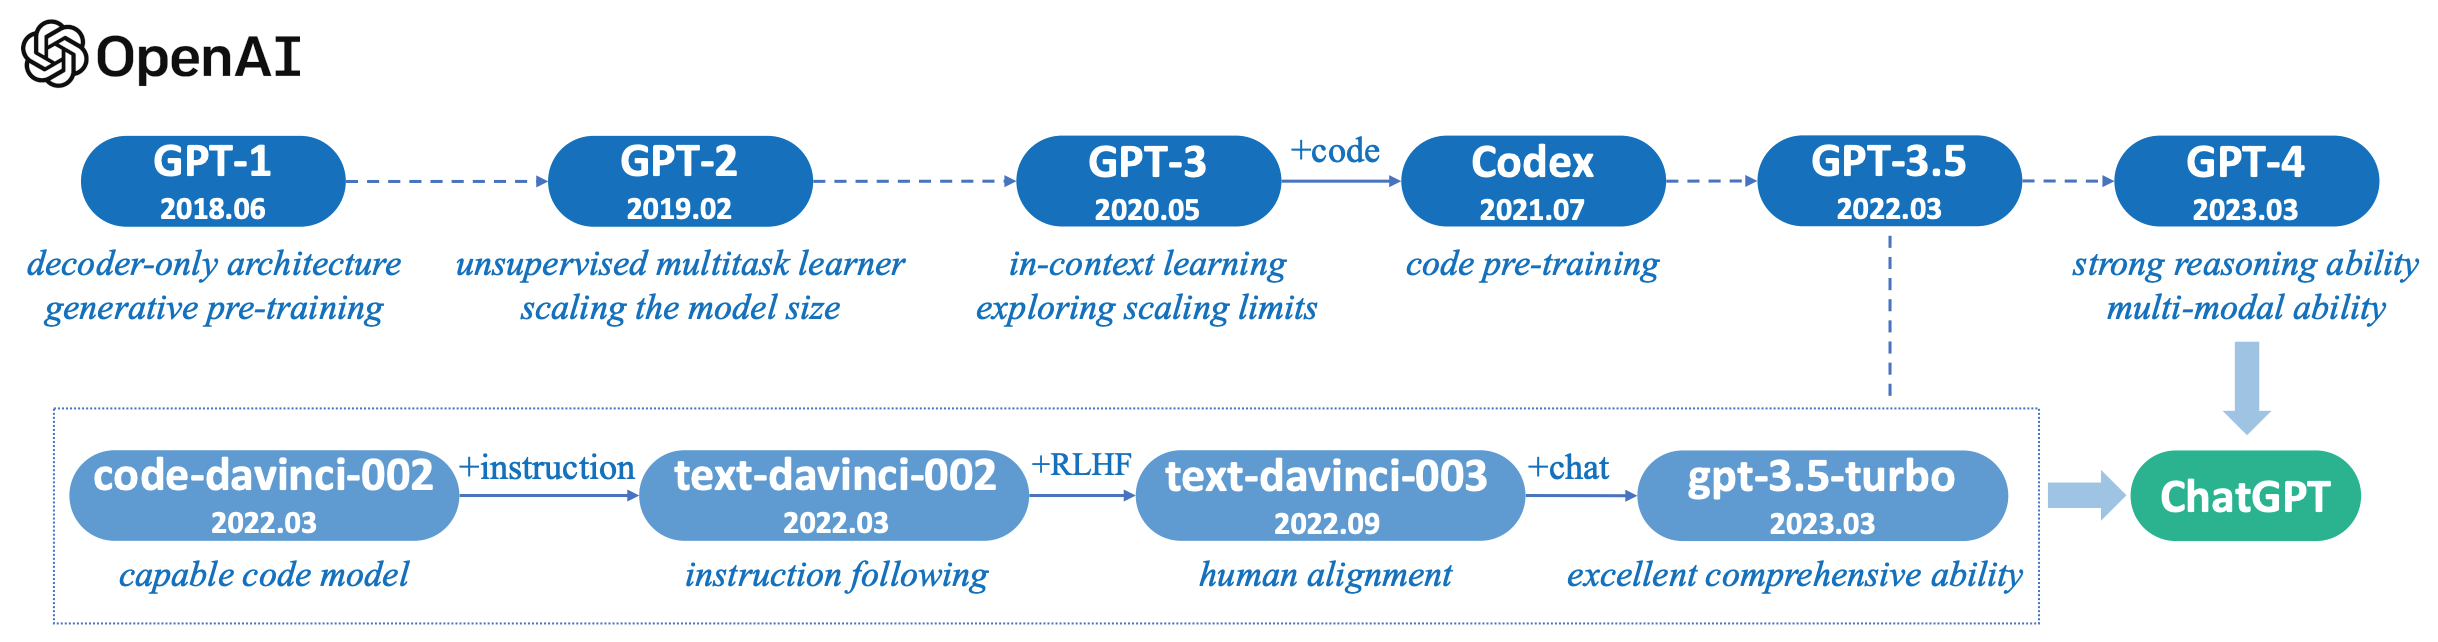 OpenAI
GPT-1
2018.06
decoder-only architecture
generative pre-training
GPT-2
2019.02
unsupervised multitask learner
scaling the model size
GPT-3
2020.05
in-context learning
exploring scaling limits
+code
Codex
2021.07
code pre-training
GPT-3.5
2022.03
GPT-4
2023.03
strong reasoning ability
multi-modal ability
code-davinci-002
2022.03
capable code model
+instruction
text-davinci-002
2022.03
instruction following
+RLHF
text-davinci-003
2022.09
human alignment
+chat
gpt-3.5-turbo
2023.03
excellent comprehensive ability
ChatGPT